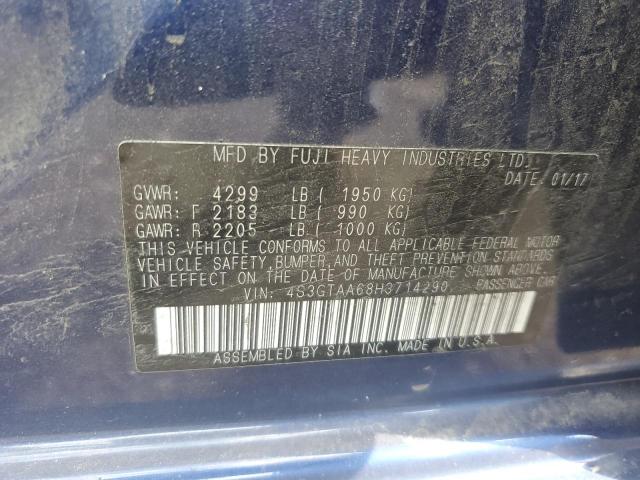 MFD BY FUJI HEAVY INDUSTRIES LTD.
DATE: 01/17
GVWR: 4299 LB ( 1950 KG)
GAWR: F 2183 LB ( 990 KG)
GAWR: R 2205 LB ( 1000 KG)
THIS VEHICLE CONFORMS TO ALL APPLICABLE FEDERAL MOTOR
VEHICLE SAFETY, BUMPER, AND THEFT PREVENTION STANDARDS
IN EFFECT ON THE DATE OF MANUFACTURE SHOWN ABOVE.
VIN: 4S3GTAA68H3714290 PASSENGER CAR
ASSEMBLED BY SIA INC. MADE IN U.S.A.